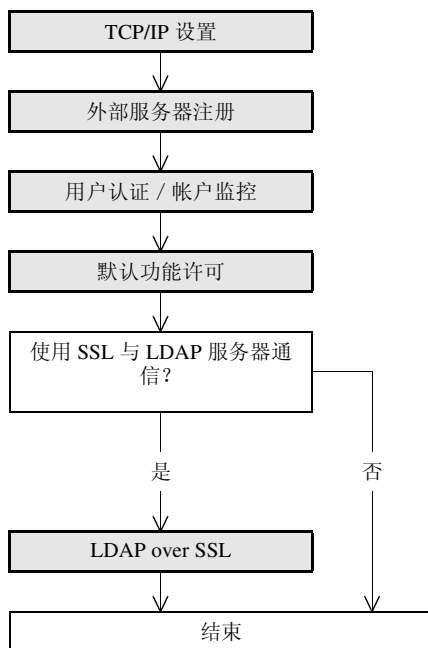 TCP/IP 设置
外部服务器注册
用户认证 / 帐户监控
默认功能许可
使用 SSL 与 LDAP 服务器通
信?
是
否
LDAP over SSL
结束